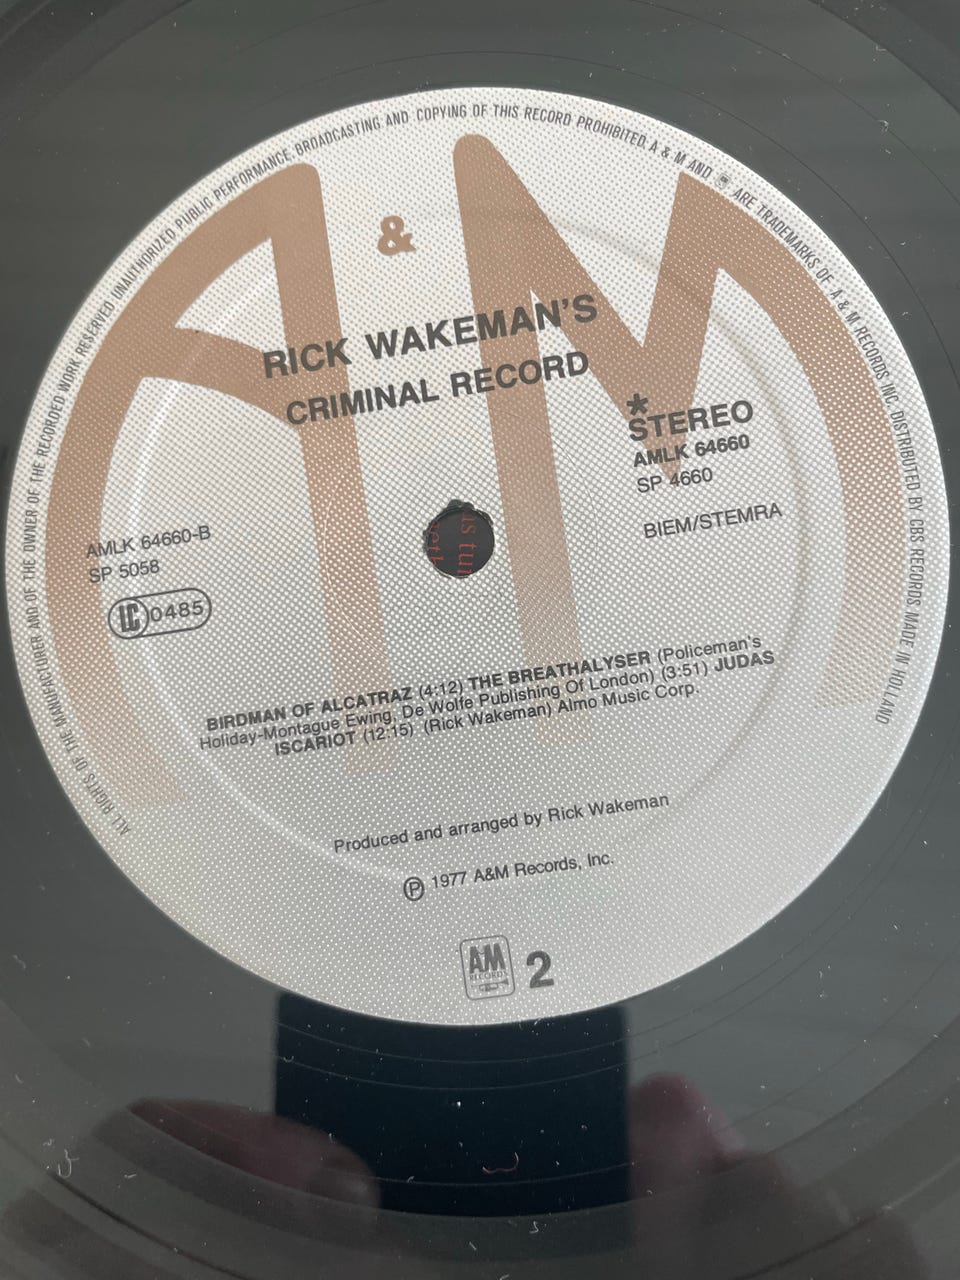 ALL RIGHTS OF THE MANUFACTURER AND OF THE OWNER OF THE RECORDED WORK RESERVED UNAUTHORIZED PUBLIC PERFORMANCE, BROADCASTING AND COPYING OF THIS RECORD PROHIBITED. A & M AND ARE TRADEMARKS OF A & M RECORDS INC. DISTRIBUTED BY CBS RECORDS MADE IN HOLLAND
A & M
RICK WAKEMAN'S
CRIMINAL RECORD
*
STEREO
AMLK 64660
SP 4660
BIEM/STEMRA
AMLK 64660-B
SP 5058
LC 0485
BIRDMAN OF ALCATRAZ (4:12) THE BREATHALYSER (Policeman's
Holiday-Montague Ewing, De Wolfe Publishing Of London) (3:51) JUDAS
ISCARIOT (12:15) (Rick Wakeman) Almo Music Corp.
Produced and arranged by Rick Wakeman
℗ 1977 A&M Records, Inc.
AM
RECORDS
2